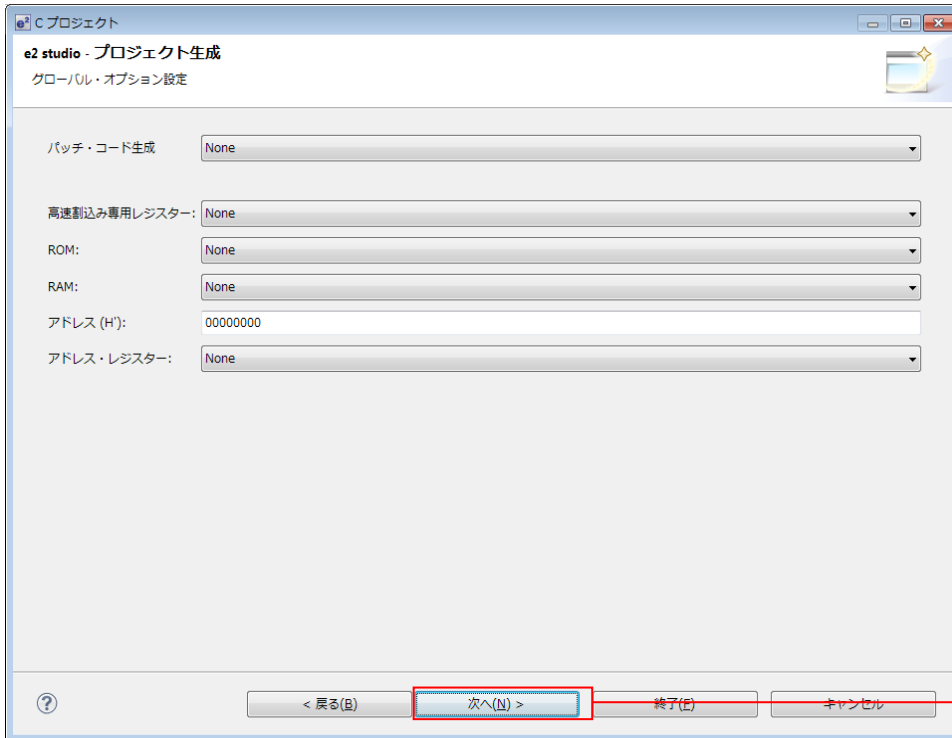 C プロジェクト
e2 studio - プロジェクト生成
グローバル・オプション設定
パッチ・コード生成 None
高速割込み専用レジスター: None
ROM: None
RAM: None
アドレス (H'): 00000000
アドレス・レジスター: None
< 戻る(B) 次へ(N) > 終了(F) キャンセル